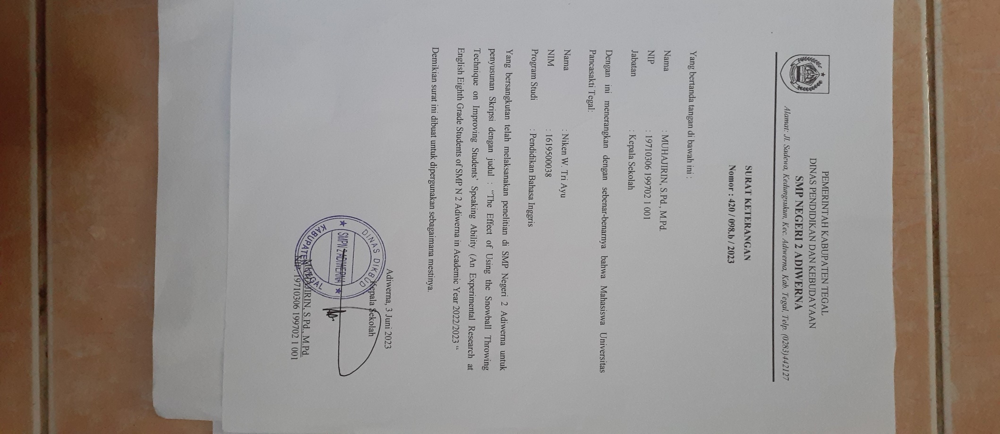 PEMERINTAH KABUPATEN TEGAL
DINAS PENDIDIKAN DAN KEBUDAYAAN
SMP NEGERI 2 ADIWERNA
Alamat: Jl. Sadewa, Kedungsukun, Kec. Adiwerna, Kab. Tegal, Telp. (0283)442127
SURAT KETERANGAN
Nomor : 420 / 098.b / 2023
Yang bertanda tangan di bawah ini :
Nama : MUHAJIRIN, S.Pd., M.Pd.
NIP : 19710306 199702 1 001
Jabatan : Kepala Sekolah
Dengan ini menerangkan dengan sebenar-benarnya bahwa Mahasiswa Universitas
Pancasakti Tegal:
Nama : Niken W. Tri Ayu
NIM : 1619500038
Program Studi : Pendidikan Bahasa Inggris
Yang bersangkutan telah melaksanakan penelitian di SMP Negeri 2 Adiwerna untuk
penyusunan Skripsi dengan judul : “The Effect of Using the Snowball Throwing
Technique on Improving Students’ Speaking Ability (An Experimental Research at
English Eighth Grade Students of SMP N 2 Adiwerna in Academic Year 2022/2023 “
Demikian surat ini dibuat untuk dipergunakan sebagaimana mestinya.
Adiwerna, 3 Juni 2023
Kepala Sekolah
DINAS DIKBUD
SMPN 2 ADIWERNA
KABUPATEN TEGAL
MUHAJIRIN, S.Pd., M.Pd.
NIP. 19710306 199702 1 001